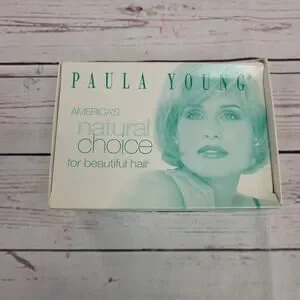 PAULA YOUNG®
AMERICA'S
natural
choice
for beautiful hair